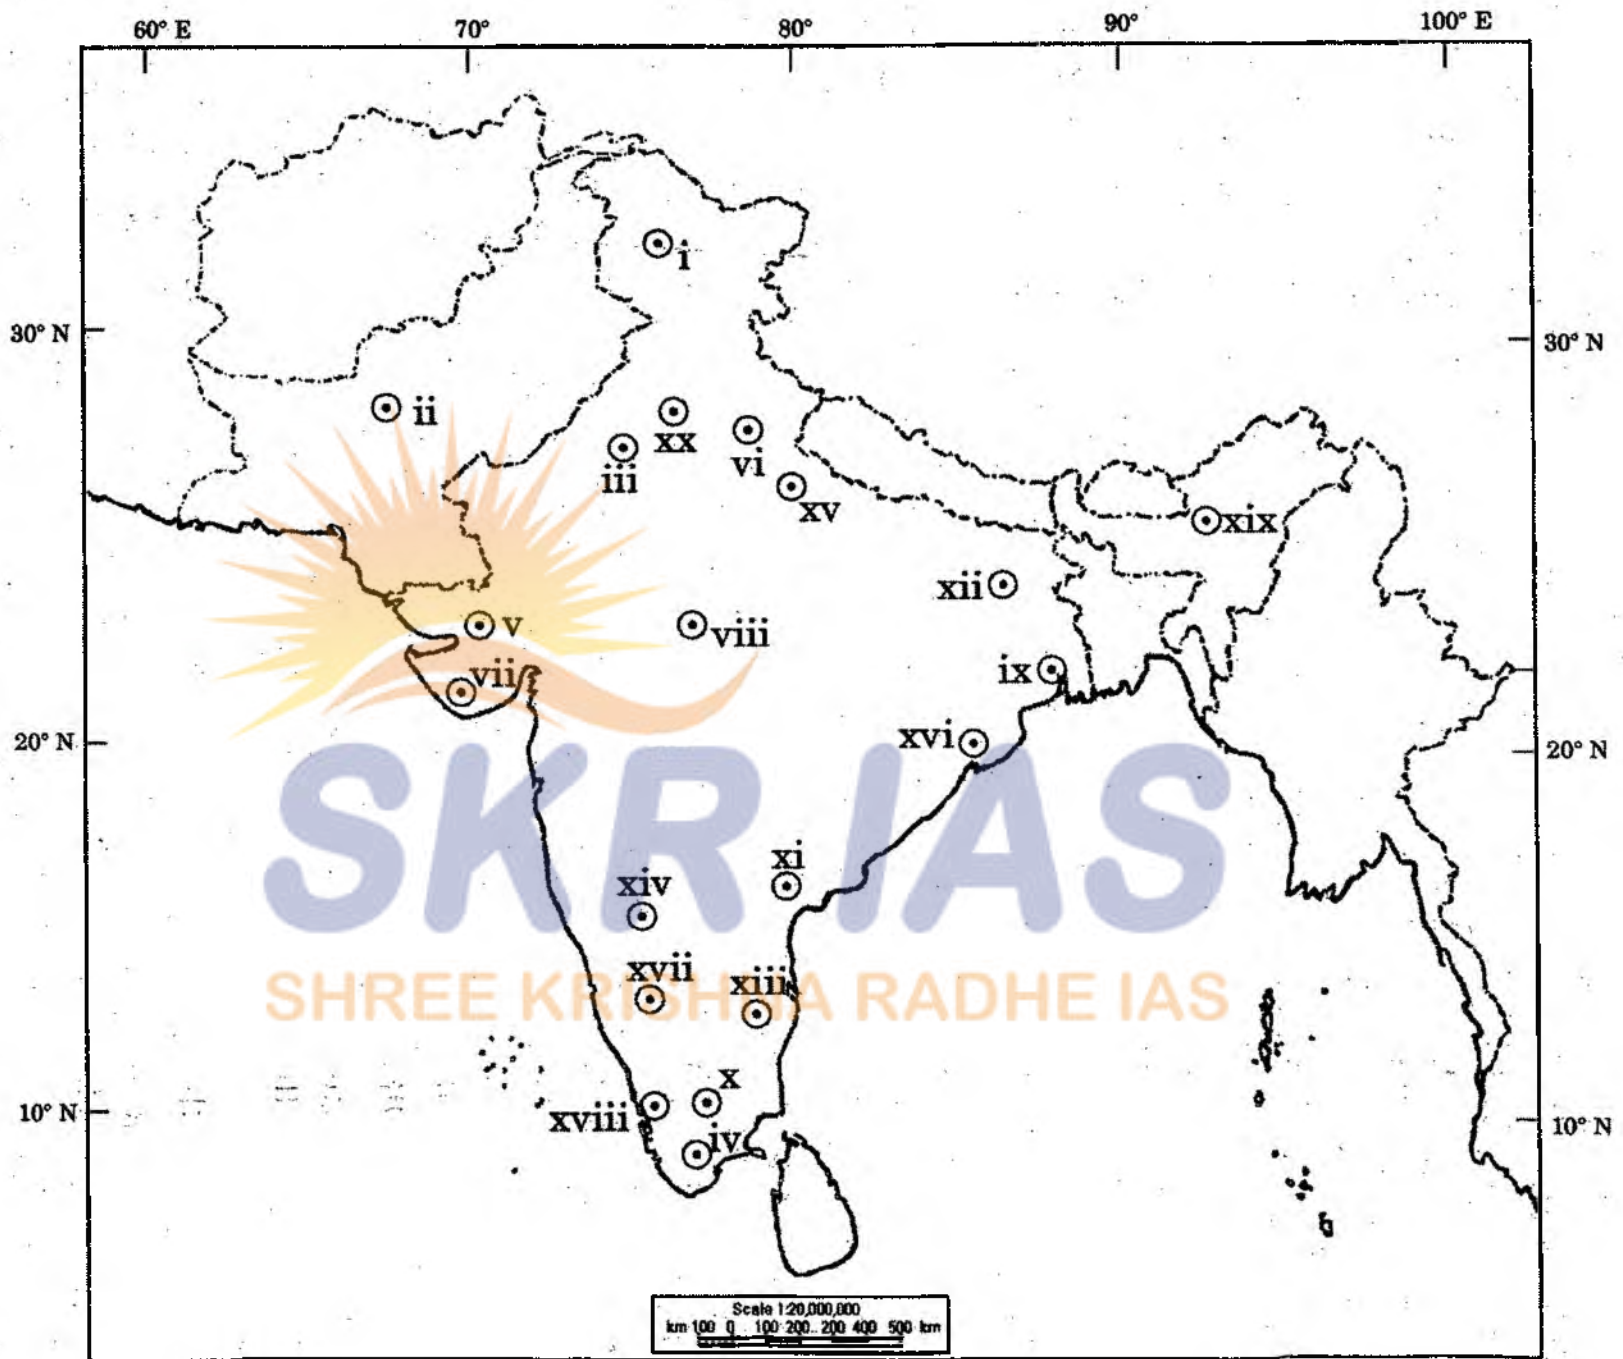 60° E 70° 80° 90° 100° E
i
30° N 30° N
ii
xx
iii vi
xv
xix
xii
v viii
ix
vii
xvi
20° N 20° N
SKR IAS
xi
xiv
xvii xiii
SHREE KRISHNA RADHE IAS
x
10° N xviii 10° N
iv
Scale 1:20,000,000
km 100 0 100 200 200 400 500 km